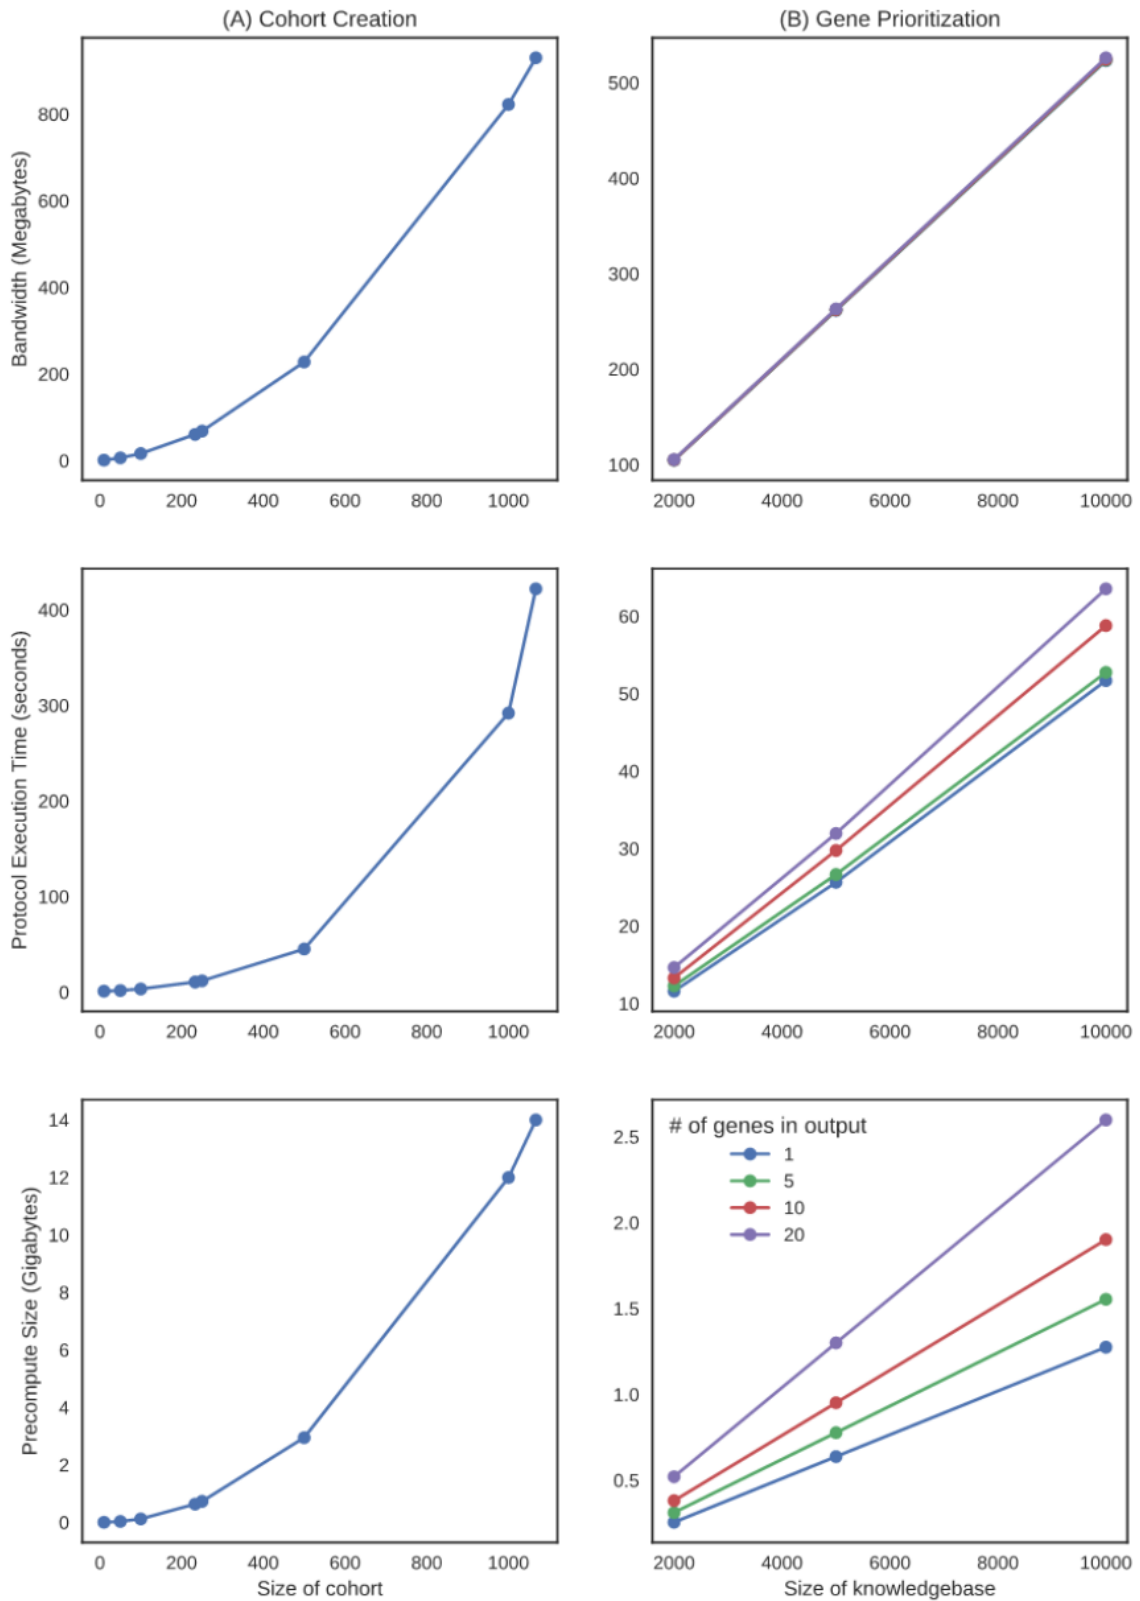 (A) Cohort Creation
(B) Gene Prioritization
Bandwidth (Megabytes)
800
600
400
200
0
0 200 400 600 800 1000
500
400
300
200
100
2000 4000 6000 8000 10000
Protocol Execution Time (seconds)
400
300
200
100
0
0 200 400 600 800 1000
60
50
40
30
20
10
2000 4000 6000 8000 10000
Precompute Size (Gigabytes)
14
12
10
8
6
4
2
0
0 200 400 600 800 1000
Size of cohort
# of genes in output
1
5
10
20
2.5
2.0
1.5
1.0
0.5
2000 4000 6000 8000 10000
Size of knowledgebase